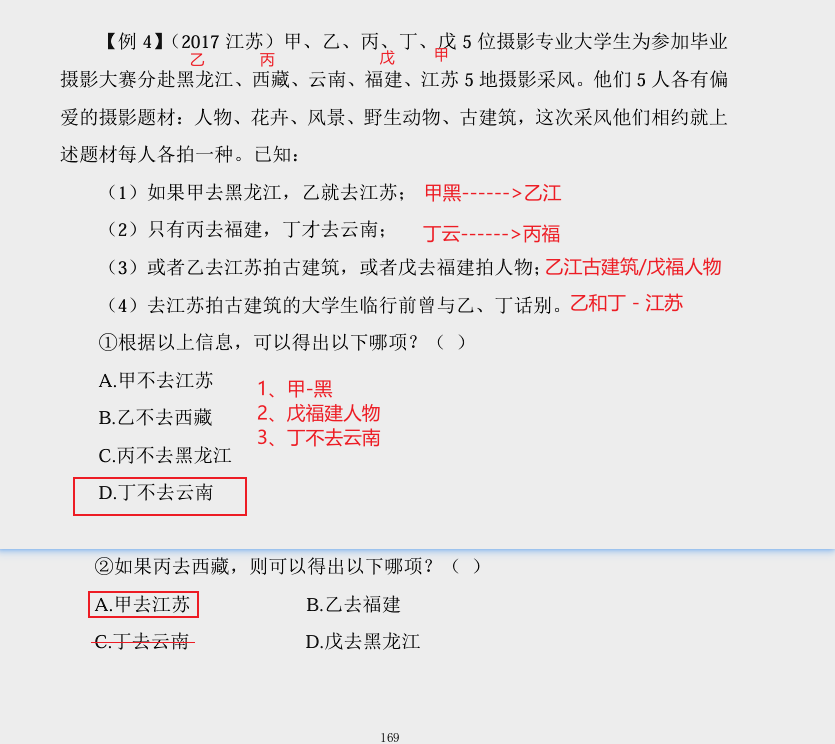 【例 4】（2017 江苏）甲、乙、丙、丁、戊 5 位摄影专业大学生为参加毕业
乙 丙 戊 甲
摄影大赛分赴黑龙江、西藏、云南、福建、江苏 5 地摄影采风。他们 5 人各有偏
爱的摄影题材：人物、花卉、风景、野生动物、古建筑，这次采风他们相约就上
述题材每人各拍一种。已知：
（1）如果甲去黑龙江，乙就去江苏； 甲黑------>乙江
（2）只有丙去福建，丁才去云南； 丁云------>丙福
（3）或者乙去江苏拍古建筑，或者戊去福建拍人物；乙江古建筑/戊福人物
（4）去江苏拍古建筑的大学生临行前曾与乙、丁话别。乙和丁 - 江苏
①根据以上信息，可以得出以下哪项？（ ）
A.甲不去江苏
1、甲-黑
B.乙不去西藏
2、戊福建人物
3、丁不去云南
C.丙不去黑龙江
D.丁不去云南
②如果丙去西藏，则可以得出以下哪项？（ ）
A.甲去江苏 B.乙去福建
C.丁去云南 D.戊去黑龙江
169